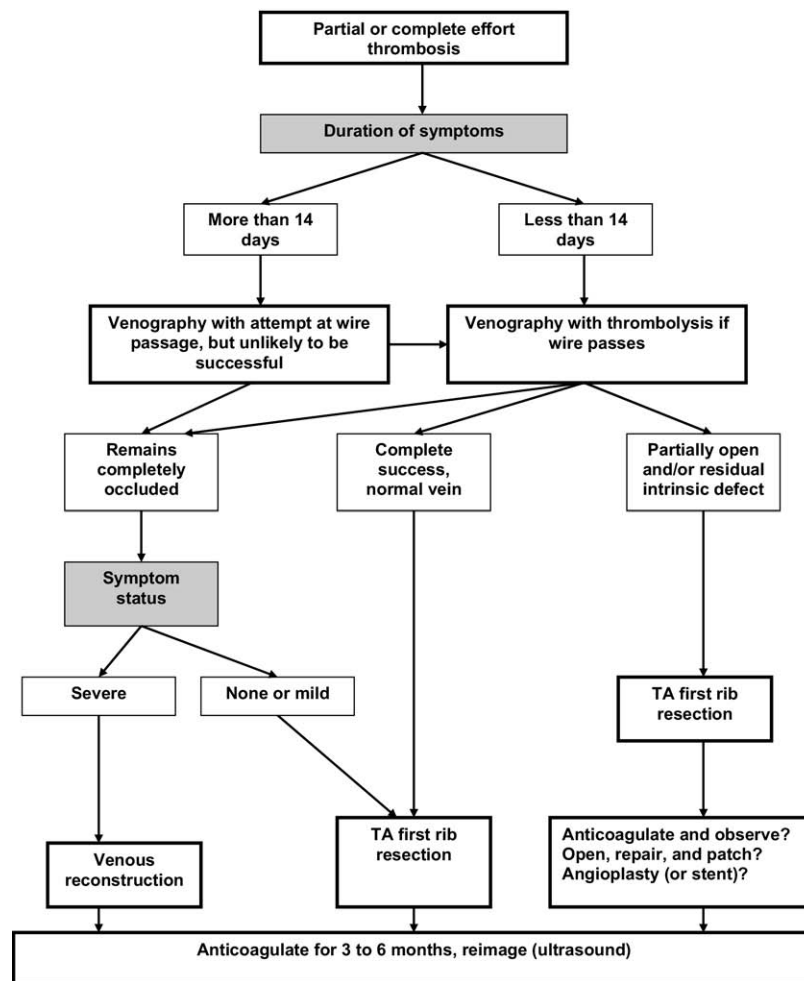 Partial or complete effort
thrombosis
Duration of symptoms
More than 14
days
Less than 14
days
Venography with attempt at wire
passage, but unlikely to be
successful
Venography with thrombolysis if
wire passes
Remains
completely
occluded
Complete
success,
normal vein
Partially open
and/or residual
intrinsic defect
Symptom
status
Severe
None or mild
TA first rib
resection
Venous
reconstruction
TA first rib
resection
Anticoagulate and observe?
Open, repair, and patch?
Angioplasty (or stent)?
Anticoagulate for 3 to 6 months, reimage (ultrasound)